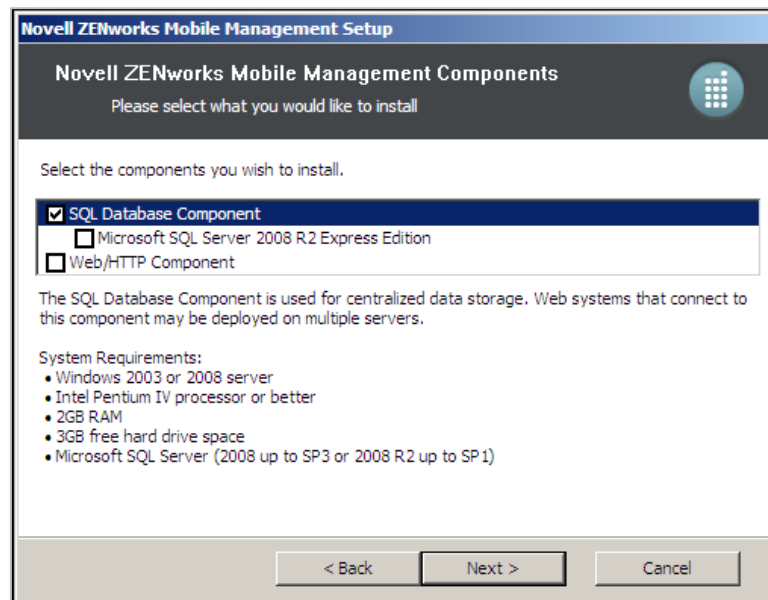 Novell ZENworks Mobile Management Setup
Novell ZENworks Mobile Management Components
Please select what you would like to install
Select the components you wish to install.
SQL Database Component
Microsoft SQL Server 2008 R2 Express Edition
Web/HTTP Component
The SQL Database Component is used for centralized data storage. Web systems that connect to
this component may be deployed on multiple servers.
System Requirements:
• Windows 2003 or 2008 server
• Intel Pentium IV processor or better
• 2GB RAM
• 3GB free hard drive space
• Microsoft SQL Server (2008 up to SP3 or 2008 R2 up to SP1)
< Back Next > Cancel